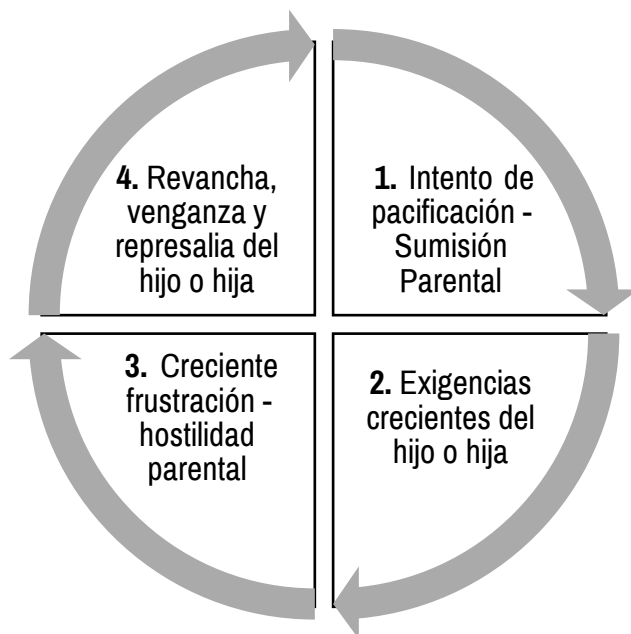 4. Revancha,
venganza y
represalia del
hijo o hija
1. Intento de
pacificación -
Sumisión
Parental
3. Creciente
frustración -
hostilidad
parental
2. Exigencias
crecientes del
hijo o hija